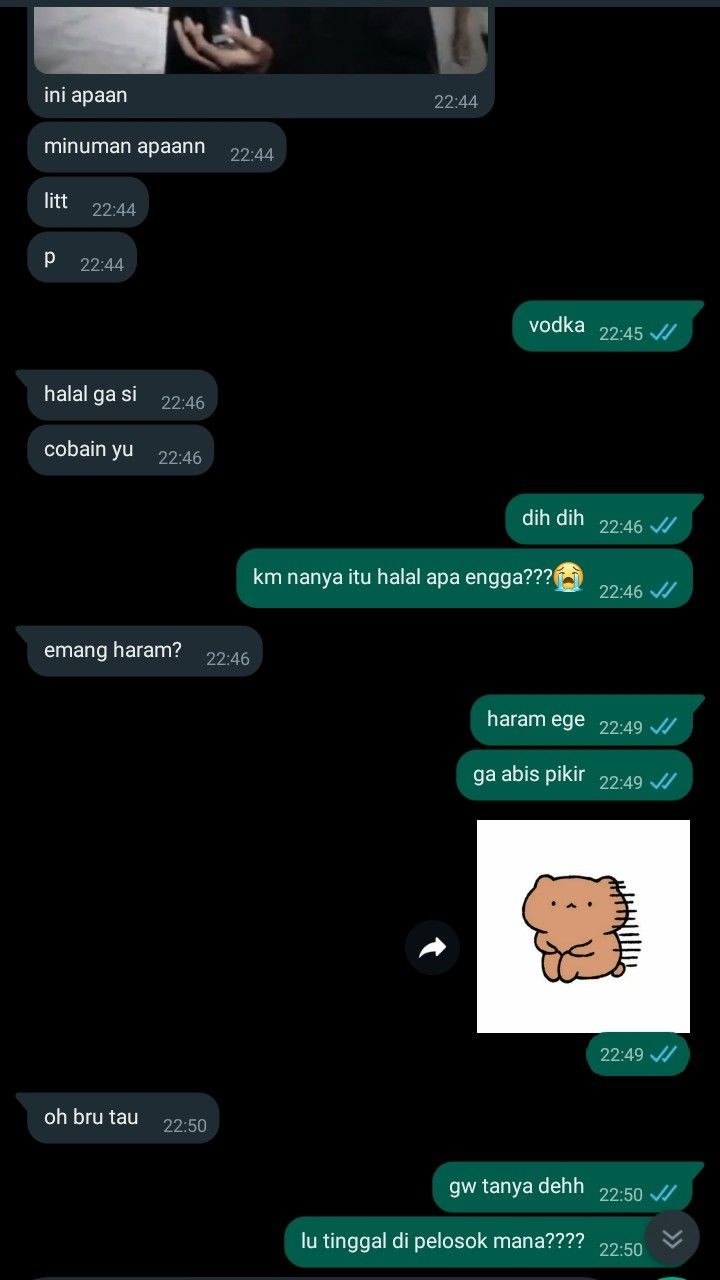 ini apaan
22:44
minuman apaann 22:44
litt 22:44
p 22:44
vodka 22:45
halal ga si 22:46
cobain yu 22:46
dih dih 22:46
km nanya itu halal apa engga???😭 22:46
emang haram? 22:46
haram ege 22:49
ga abis pikir 22:49
22:49
oh bru tau 22:50
gw tanya dehh 22:50
lu tinggal di pelosok mana???? 22:50